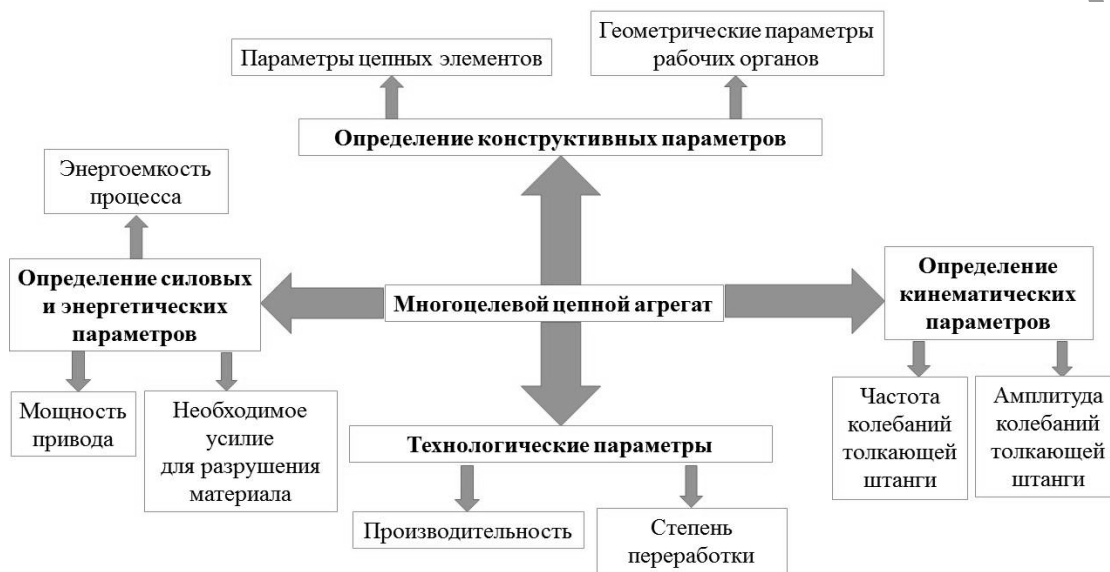 Параметры цепных элементов
Геометрические параметры
рабочих органов
Определение конструктивных параметров
Энергоемкость
процесса
Определение силовых
и энергетических
параметров
Многоцелевой цепной агрегат
Определение
кинематических
параметров
Мощность
привода
Необходимое
усилие
для разрушения
материала
Технологические параметры
Производительность
Степень
переработки
Частота
колебаний
толкающей
штанги
Амплитуда
колебаний
толкающей
штанги